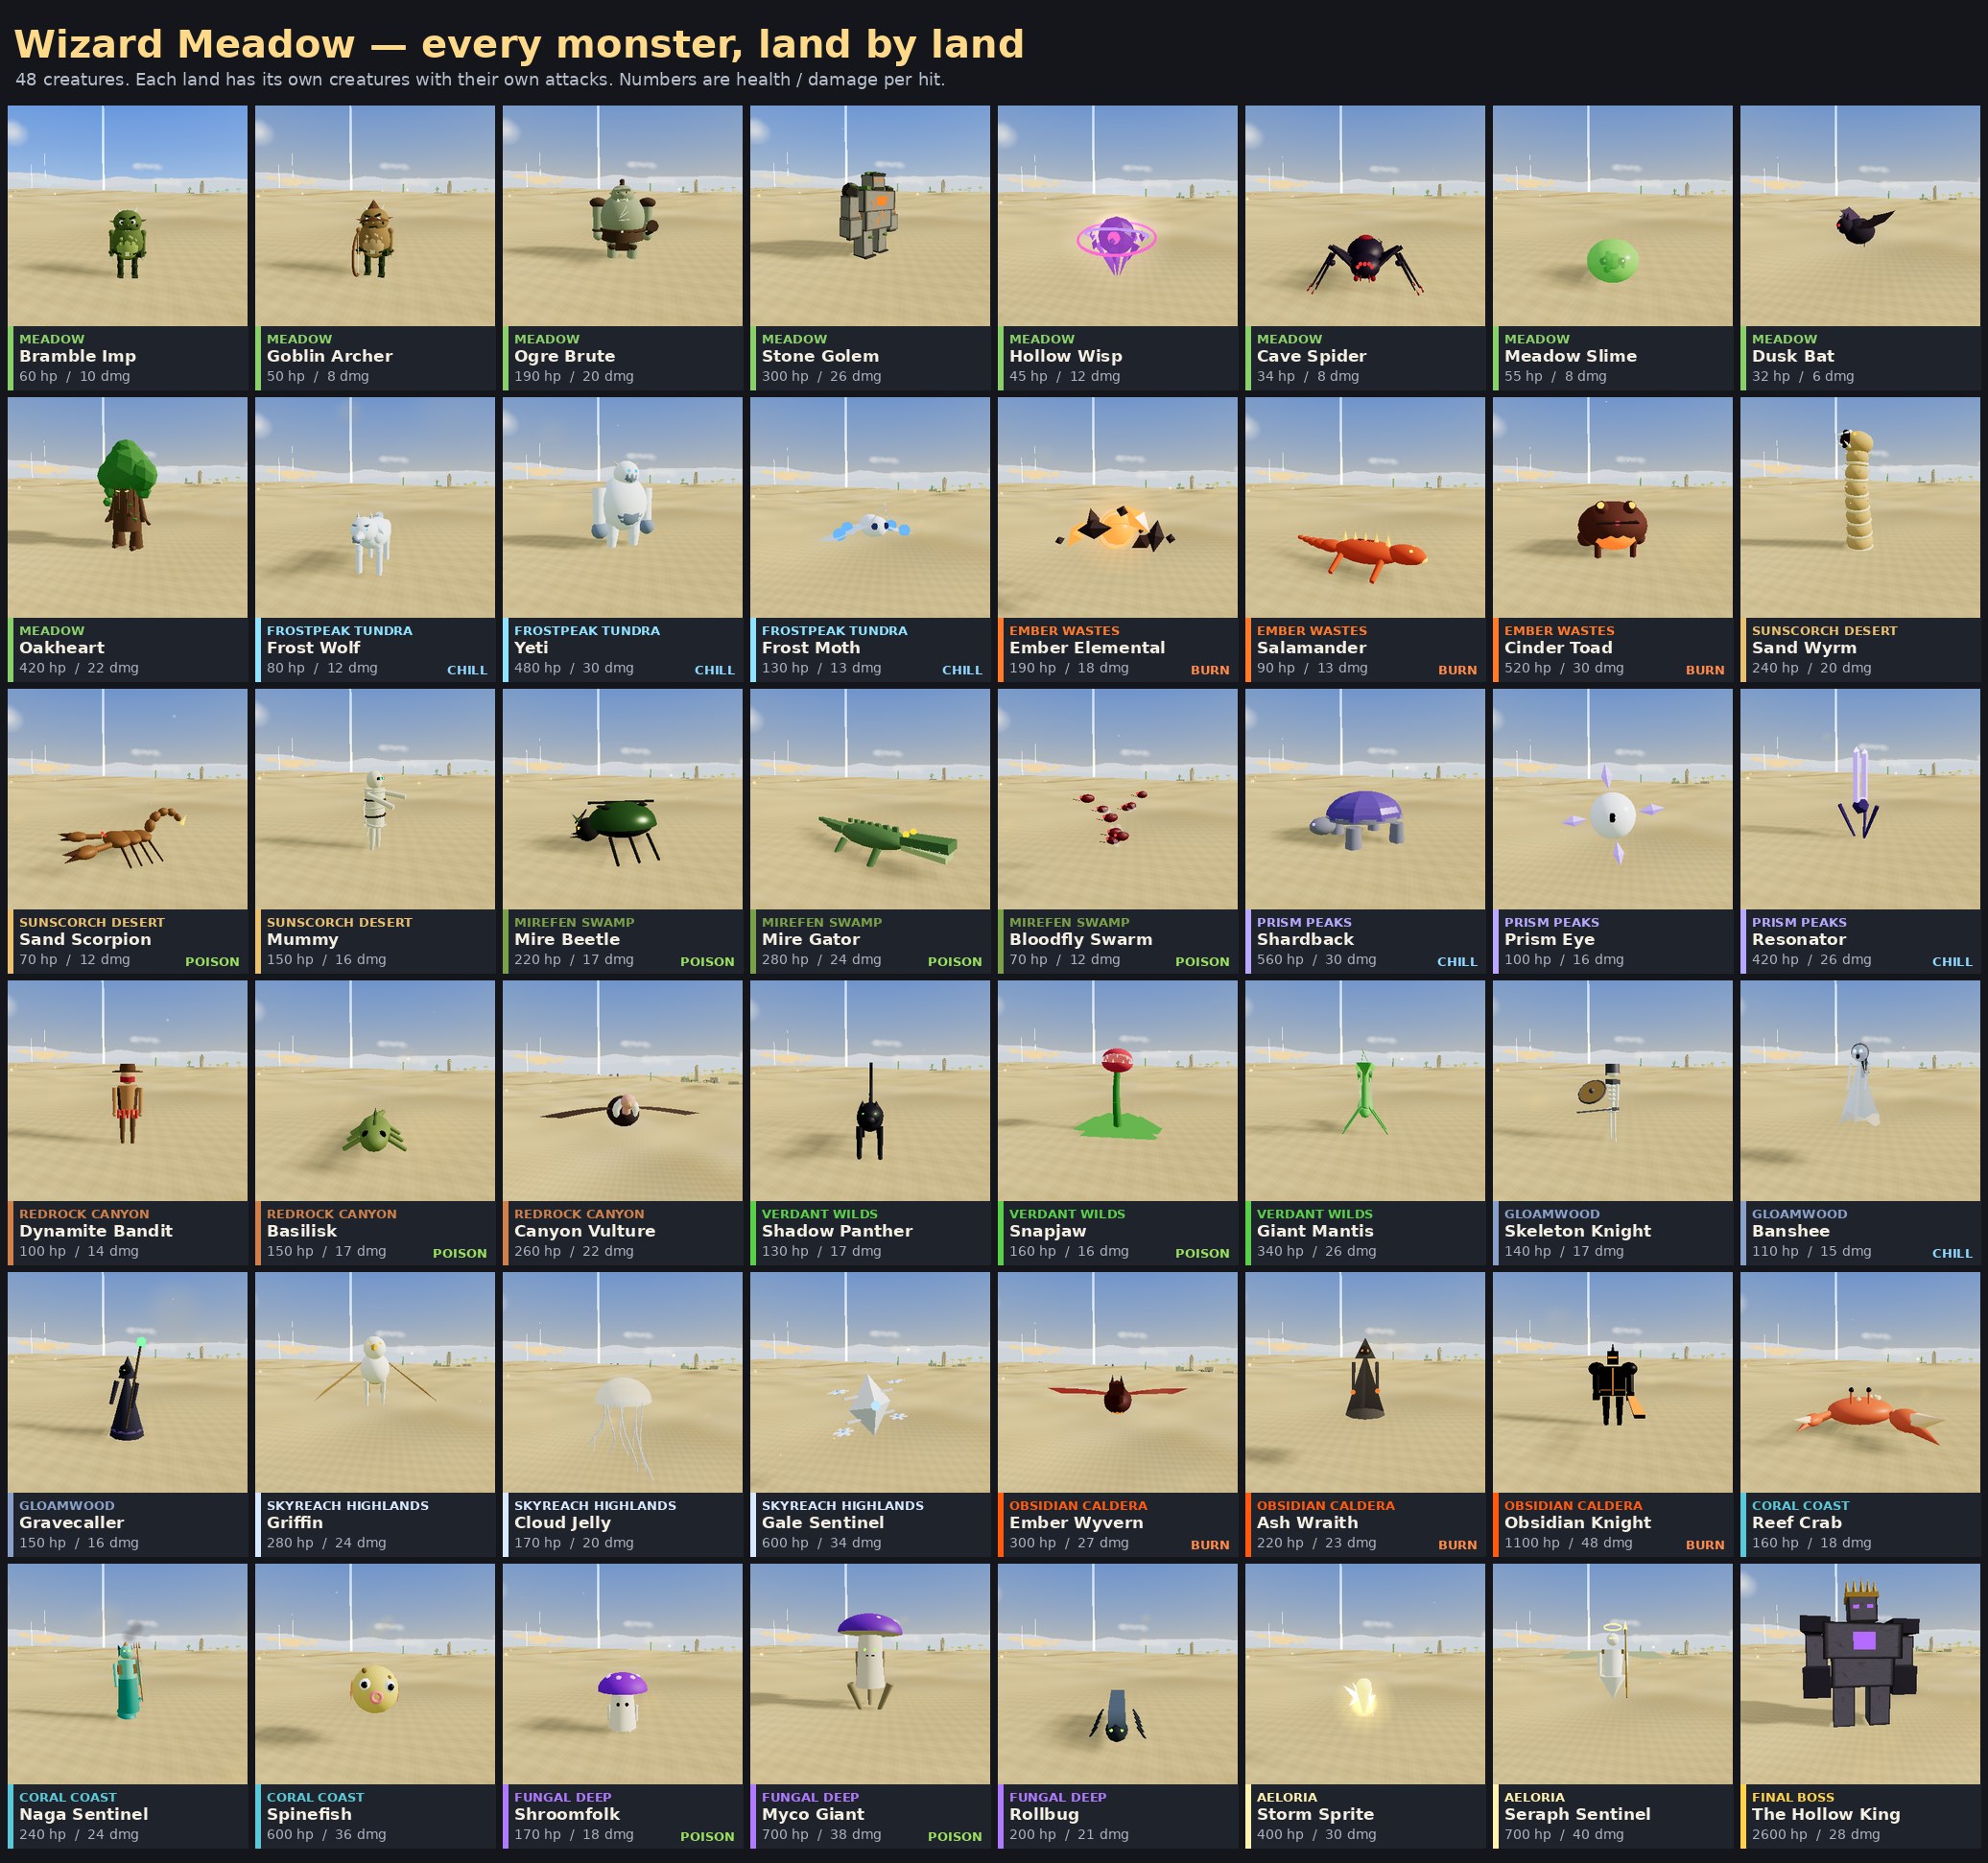 Wizard Meadow — every monster, land by land
48 creatures. Each land has its own creatures with their own attacks. Numbers are health / damage per hit.
MEADOW
Bramble Imp
60 hp / 10 dmg
MEADOW
Goblin Archer
50 hp / 8 dmg
MEADOW
Ogre Brute
190 hp / 20 dmg
MEADOW
Stone Golem
300 hp / 26 dmg
MEADOW
Hollow Wisp
45 hp / 12 dmg
MEADOW
Cave Spider
34 hp / 8 dmg
MEADOW
Meadow Slime
55 hp / 8 dmg
MEADOW
Dusk Bat
32 hp / 6 dmg
MEADOW
Oakheart
420 hp / 22 dmg
FROSTPEAK TUNDRA
Frost Wolf
80 hp / 12 dmg
CHILL
FROSTPEAK TUNDRA
Yeti
480 hp / 30 dmg
CHILL
FROSTPEAK TUNDRA
Frost Moth
130 hp / 13 dmg
CHILL
EMBER WASTES
Ember Elemental
190 hp / 18 dmg
BURN
EMBER WASTES
Salamander
90 hp / 13 dmg
BURN
EMBER WASTES
Cinder Toad
520 hp / 30 dmg
BURN
SUNSCORCH DESERT
Sand Wyrm
240 hp / 20 dmg
SUNSCORCH DESERT
Sand Scorpion
70 hp / 12 dmg
POISON
SUNSCORCH DESERT
Mummy
150 hp / 16 dmg
MIREFEN SWAMP
Mire Beetle
220 hp / 17 dmg
POISON
MIREFEN SWAMP
Mire Gator
280 hp / 24 dmg
POISON
MIREFEN SWAMP
Bloodfly Swarm
70 hp / 12 dmg
POISON
PRISM PEAKS
Shardback
560 hp / 30 dmg
CHILL
PRISM PEAKS
Prism Eye
100 hp / 16 dmg
PRISM PEAKS
Resonator
420 hp / 26 dmg
CHILL
REDROCK CANYON
Dynamite Bandit
100 hp / 14 dmg
REDROCK CANYON
Basilisk
150 hp / 17 dmg
POISON
REDROCK CANYON
Canyon Vulture
260 hp / 22 dmg
VERDANT WILDS
Shadow Panther
130 hp / 17 dmg
VERDANT WILDS
Snapjaw
160 hp / 16 dmg
POISON
VERDANT WILDS
Giant Mantis
340 hp / 26 dmg
GLOAMWOOD
Skeleton Knight
140 hp / 17 dmg
GLOAMWOOD
Banshee
110 hp / 15 dmg
CHILL
GLOAMWOOD
Gravecaller
150 hp / 16 dmg
SKYREACH HIGHLANDS
Griffin
280 hp / 24 dmg
SKYREACH HIGHLANDS
Cloud Jelly
170 hp / 20 dmg
SKYREACH HIGHLANDS
Gale Sentinel
600 hp / 34 dmg
OBSIDIAN CALDERA
Ember Wyvern
300 hp / 27 dmg
BURN
OBSIDIAN CALDERA
Ash Wraith
220 hp / 23 dmg
BURN
OBSIDIAN CALDERA
Obsidian Knight
1100 hp / 48 dmg
BURN
CORAL COAST
Reef Crab
160 hp / 18 dmg
CORAL COAST
Naga Sentinel
240 hp / 24 dmg
CORAL COAST
Spinefish
600 hp / 36 dmg
FUNGAL DEEP
Shroomfolk
170 hp / 18 dmg
POISON
FUNGAL DEEP
Myco Giant
700 hp / 38 dmg
POISON
FUNGAL DEEP
Rollbug
200 hp / 21 dmg
AELORIA
Storm Sprite
400 hp / 30 dmg
AELORIA
Seraph Sentinel
700 hp / 40 dmg
FINAL BOSS
The Hollow King
2600 hp / 28 dmg